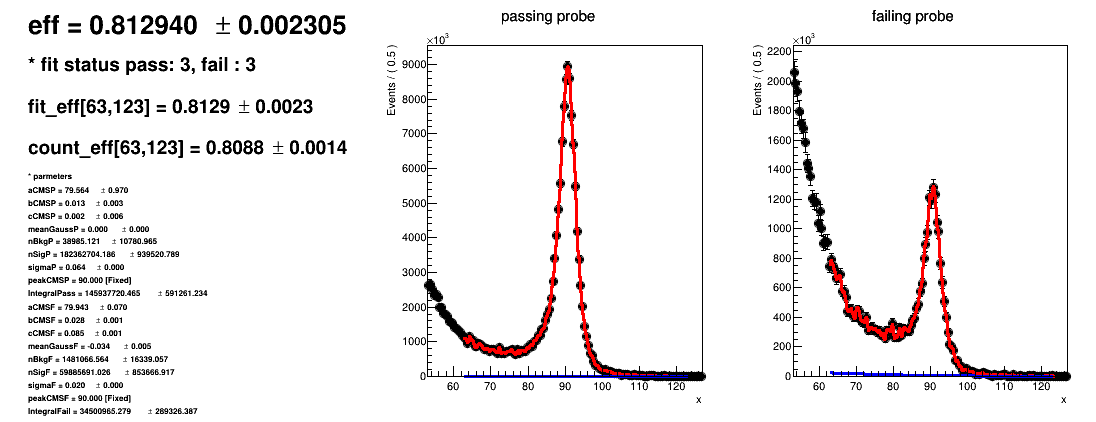 eff = 0.812940 ± 0.002305
* fit status pass: 3, fail : 3
fit_eff[63,123] = 0.8129 ± 0.0023
count_eff[63,123] = 0.8088 ± 0.0014
* parmeters
aCMSP = 79.564 ± 0.970
bCMSP = 0.013 ± 0.003
cCMSP = 0.002 ± 0.006
meanGaussP = 0.000 ± 0.000
nBkgP = 38985.121 ± 10780.965
nSigP = 182362704.186 ± 939520.789
sigmaP = 0.064 ± 0.000
peakCMSP = 90.000 [Fixed]
IntegralPass = 145937720.465 ± 591261.234
aCMSF = 79.943 ± 0.070
bCMSF = 0.028 ± 0.001
cCMSF = 0.085 ± 0.001
meanGaussF = -0.034 ± 0.005
nBkgF = 1481066.564 ± 16339.057
nSigF = 59885691.026 ± 853666.917
sigmaF = 0.020 ± 0.000
peakCMSF = 90.000 [Fixed]
IntegralFail = 34500965.279 ± 289326.387
passing probe
×10³
Events / ( 0.5 )
9000
8000
7000
6000
5000
4000
3000
2000
1000
0
60 70 80 90 100 110 120
x
failing probe
×10³
Events / ( 0.5 )
2200
2000
1800
1600
1400
1200
1000
800
600
400
200
0
60 70 80 90 100 110 120
x